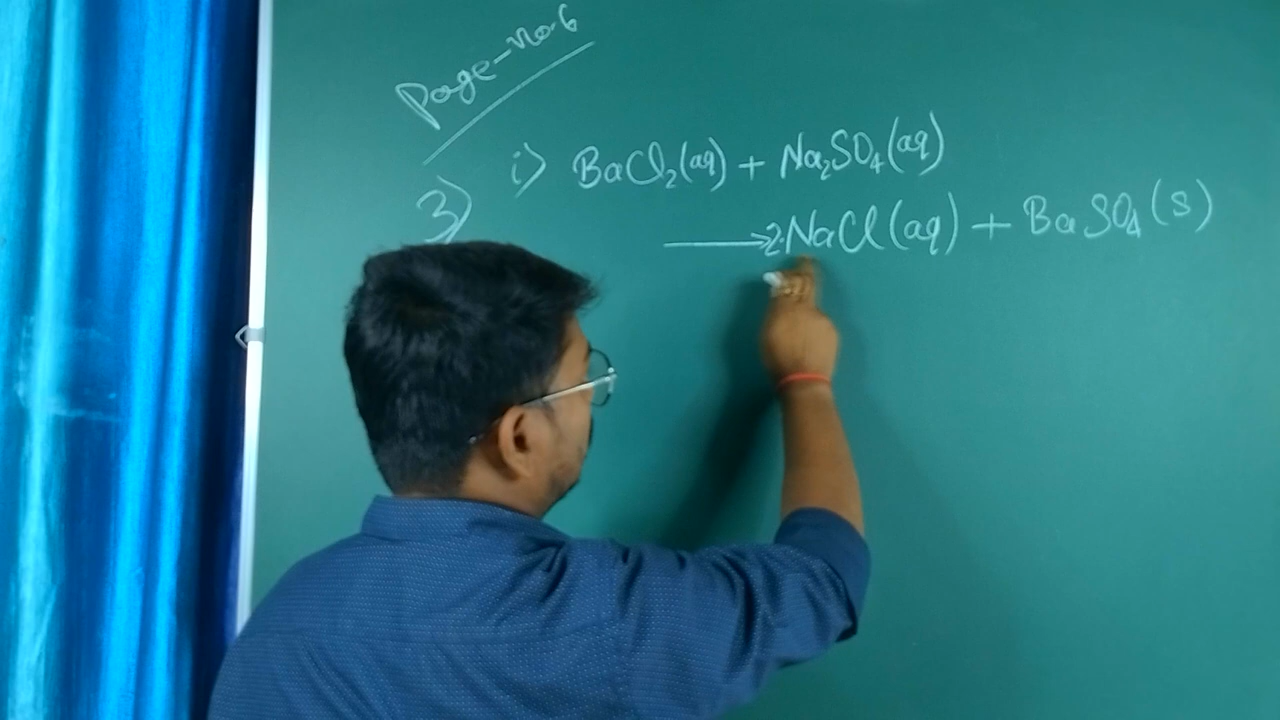 Page-No.6
3) i) BaCl₂(aq) + Na₂SO₄(aq)
→ 2NaCl(aq) + BaSO₄(s)